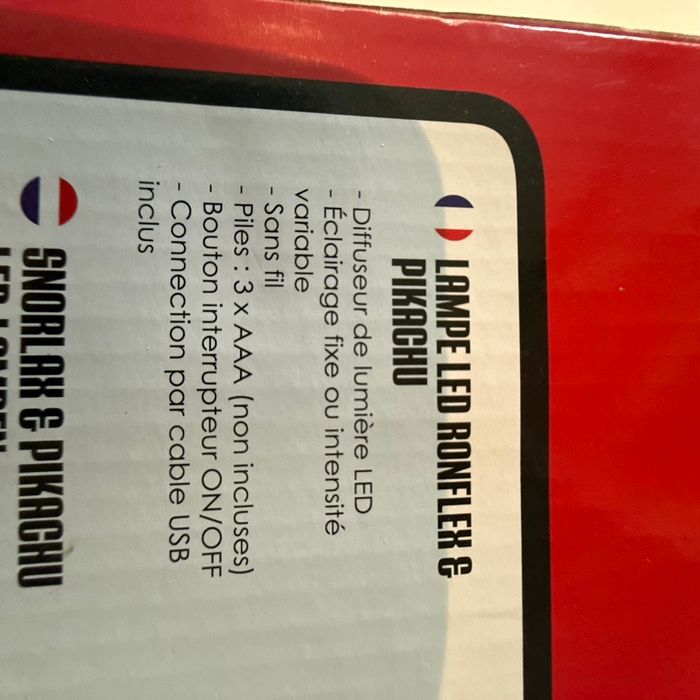 LAMPE LED RONFLEX &
PIKACHU
- Diffuseur de lumière LED
- Éclairage fixe ou intensité
variable
- Sans fil
- Piles : 3 x AAA (non incluses)
- Bouton interrupteur ON/OFF
- Connection par cable USB
inclus
SNORLAX & PIKACHU